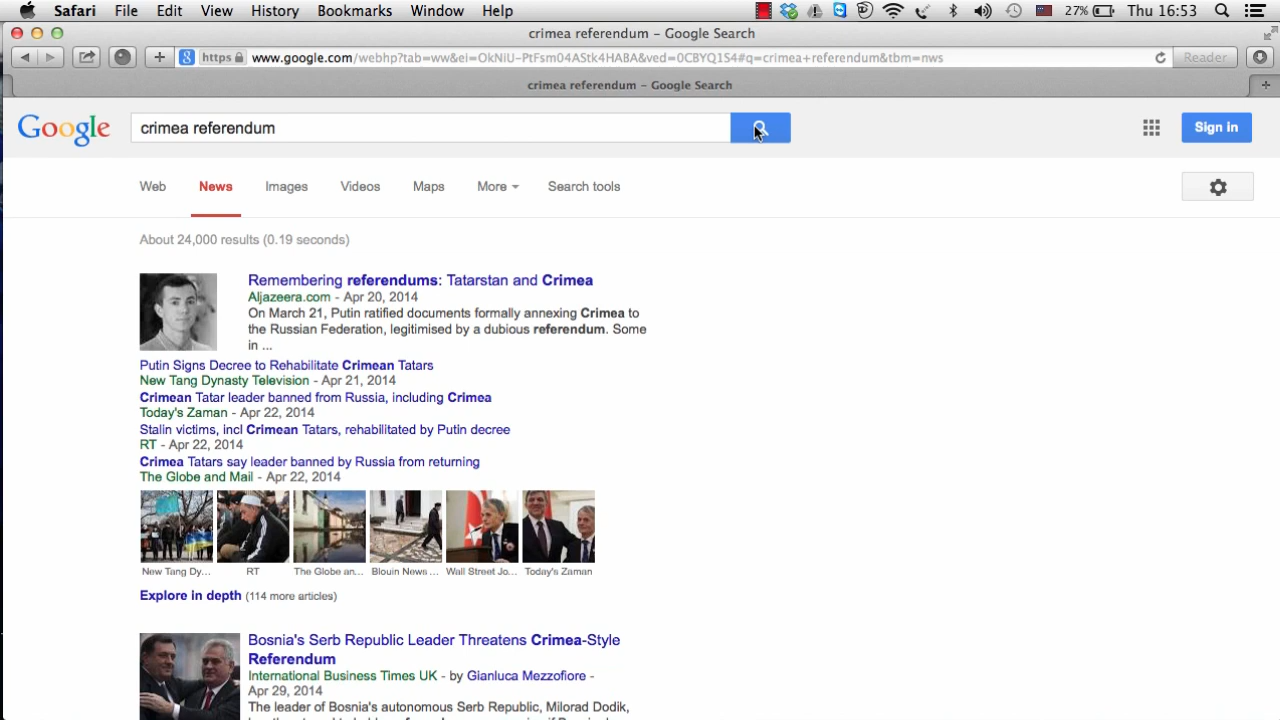 Safari File Edit View History Bookmarks Window Help 27% Thu 16:53
crimea referendum – Google Search
https www.google.com/webhp?tab=ww&ei=OkNiU-PtFsm04AStk4HABA&ved=0CBYQ1S4#q=crimea+referendum&tbm=nws Reader
crimea referendum – Google Search
Google crimea referendum Sign in
Web News Images Videos Maps More Search tools
About 24,000 results (0.19 seconds)
Remembering referendums: Tatarstan and Crimea
Aljazeera.com - Apr 20, 2014
On March 21, Putin ratified documents formally annexing Crimea to
the Russian Federation, legitimised by a dubious referendum. Some
in ...
Putin Signs Decree to Rehabilitate Crimean Tatars
New Tang Dynasty Television - Apr 21, 2014
Crimean Tatar leader banned from Russia, including Crimea
Today's Zaman - Apr 22, 2014
Stalin victims, incl Crimean Tatars, rehabilitated by Putin decree
RT - Apr 22, 2014
Crimea Tatars say leader banned by Russia from returning
The Globe and Mail - Apr 22, 2014
New Tang Dy... RT The Globe an... Blouin News ... Wall Street Jo... Today's Zaman
Explore in depth (114 more articles)
Bosnia's Serb Republic Leader Threatens Crimea-Style
Referendum
International Business Times UK - by Gianluca Mezzofiore -
Apr 29, 2014
The leader of Bosnia's autonomous Serb Republic, Milorad Dodik,